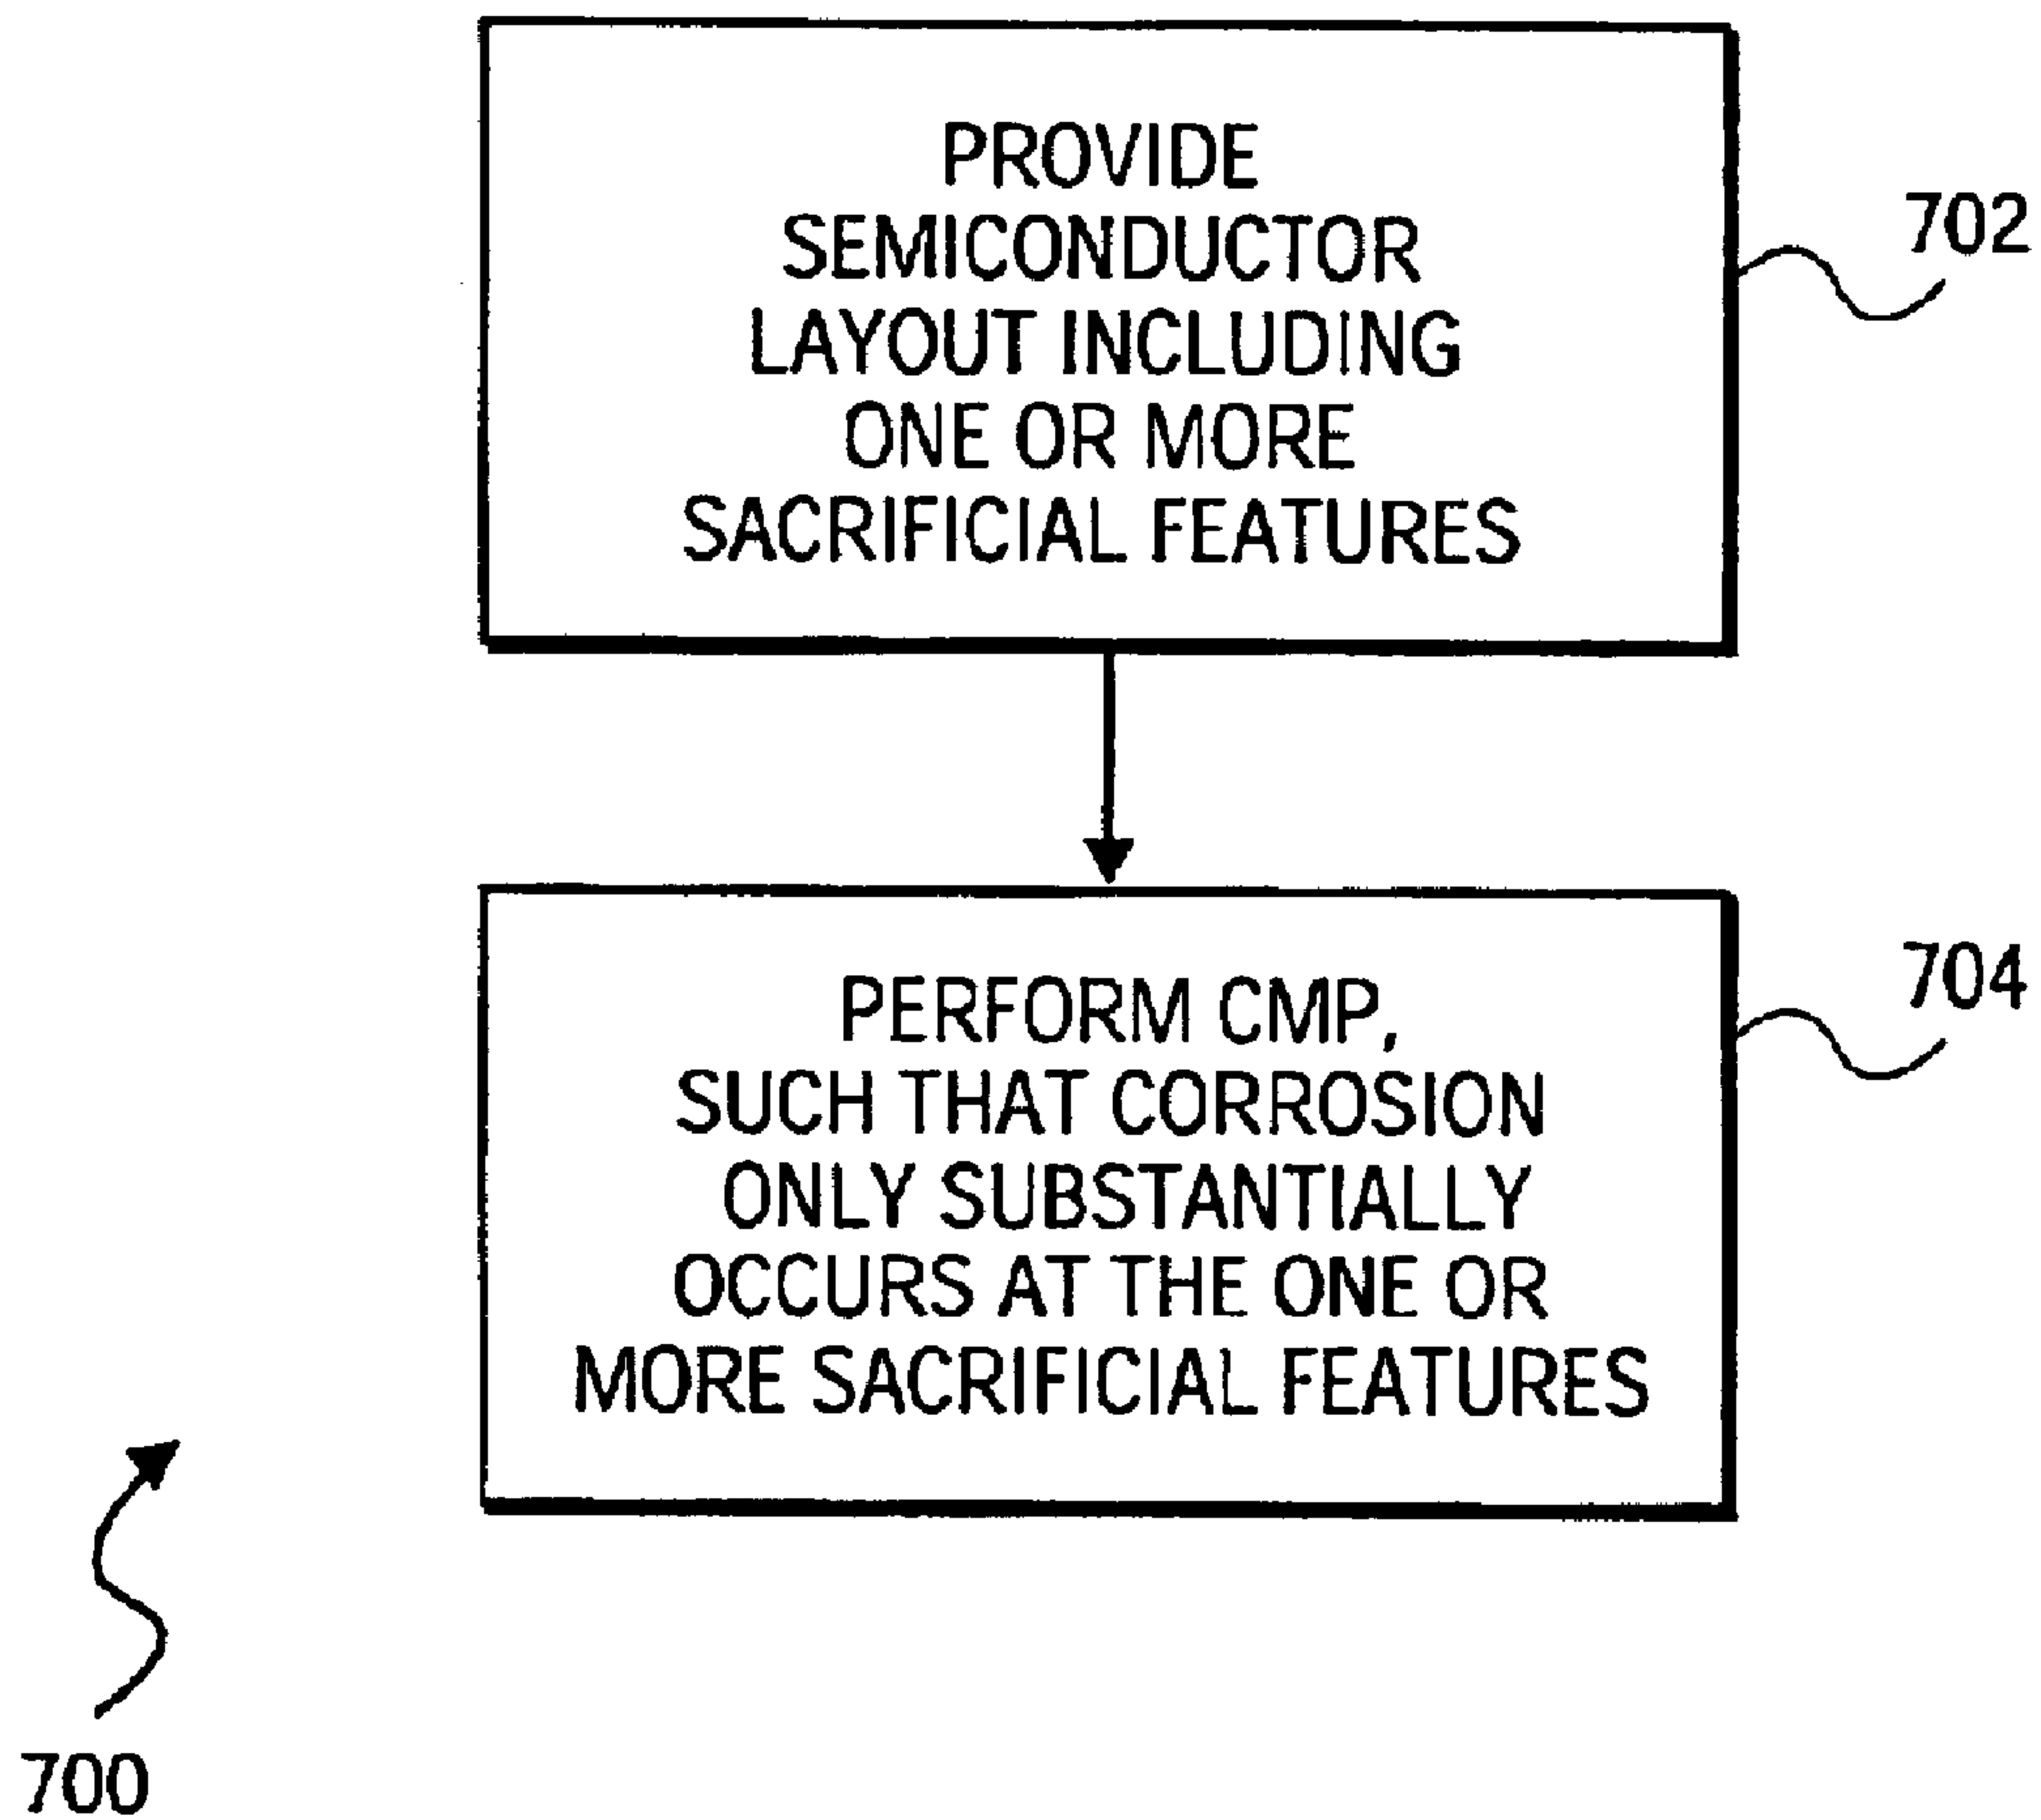 PROVIDE
SEMICONDUCTOR
LAYOUT INCLUDING
ONE OR MORE
SACRIFICIAL FEATURES
702
PERFORM CMP,
SUCH THAT CORROSION
ONLY SUBSTANTIALLY
OCCURS AT THE ONE OR
MORE SACRIFICIAL FEATURES
704
700